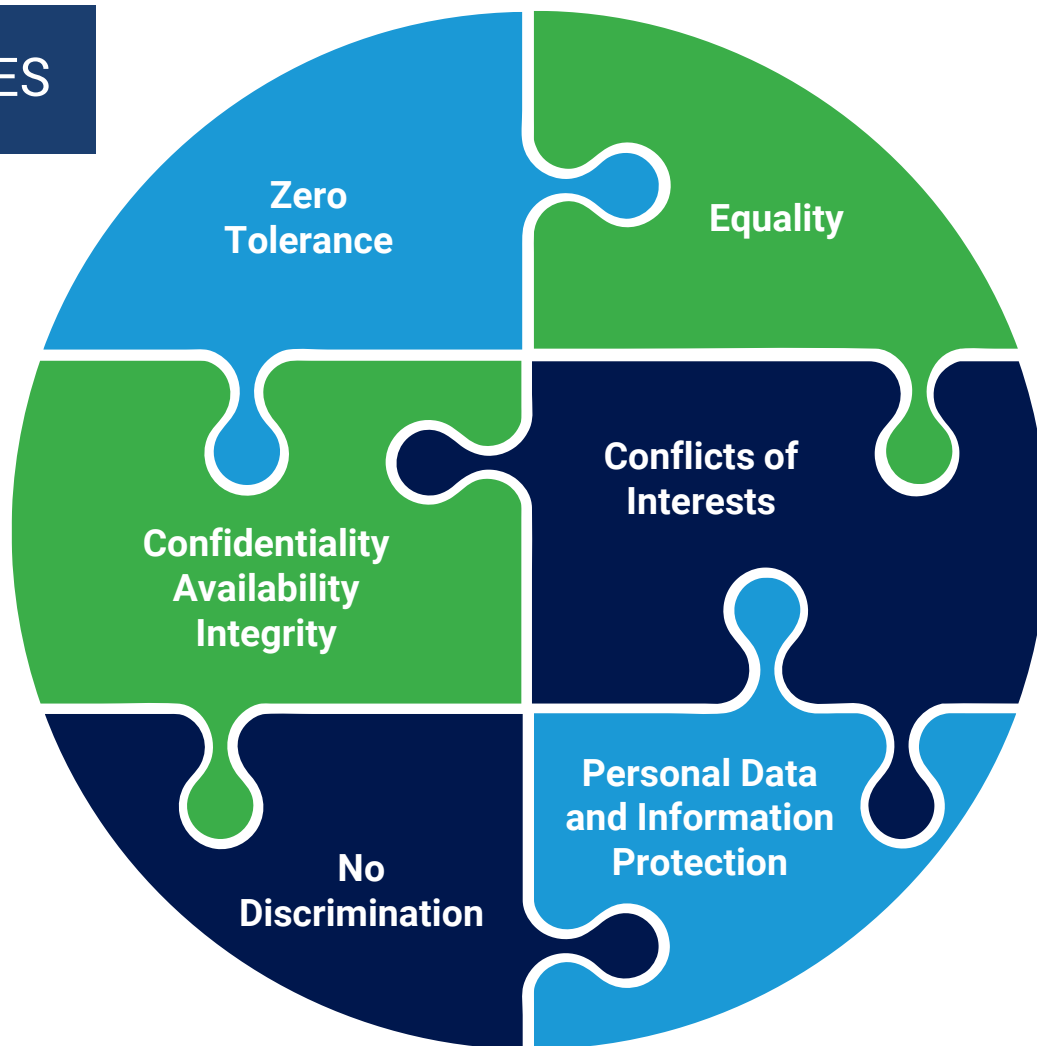 ES
Zero
Tolerance
Equality
Confidentiality
Availability
Integrity
Conflicts of
Interests
No
Discrimination
Personal Data
and Information
Protection